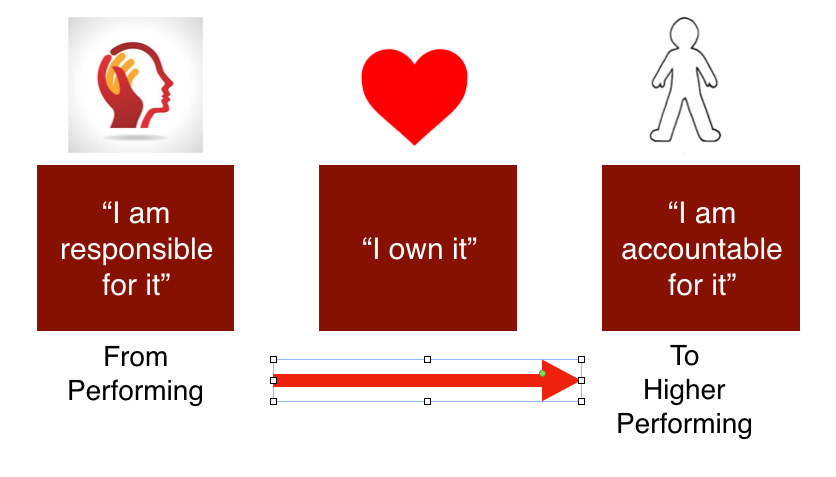 “I am
responsible
for it”
“I own it”
“I am
accountable
for it”
From
Performing
To
Higher
Performing